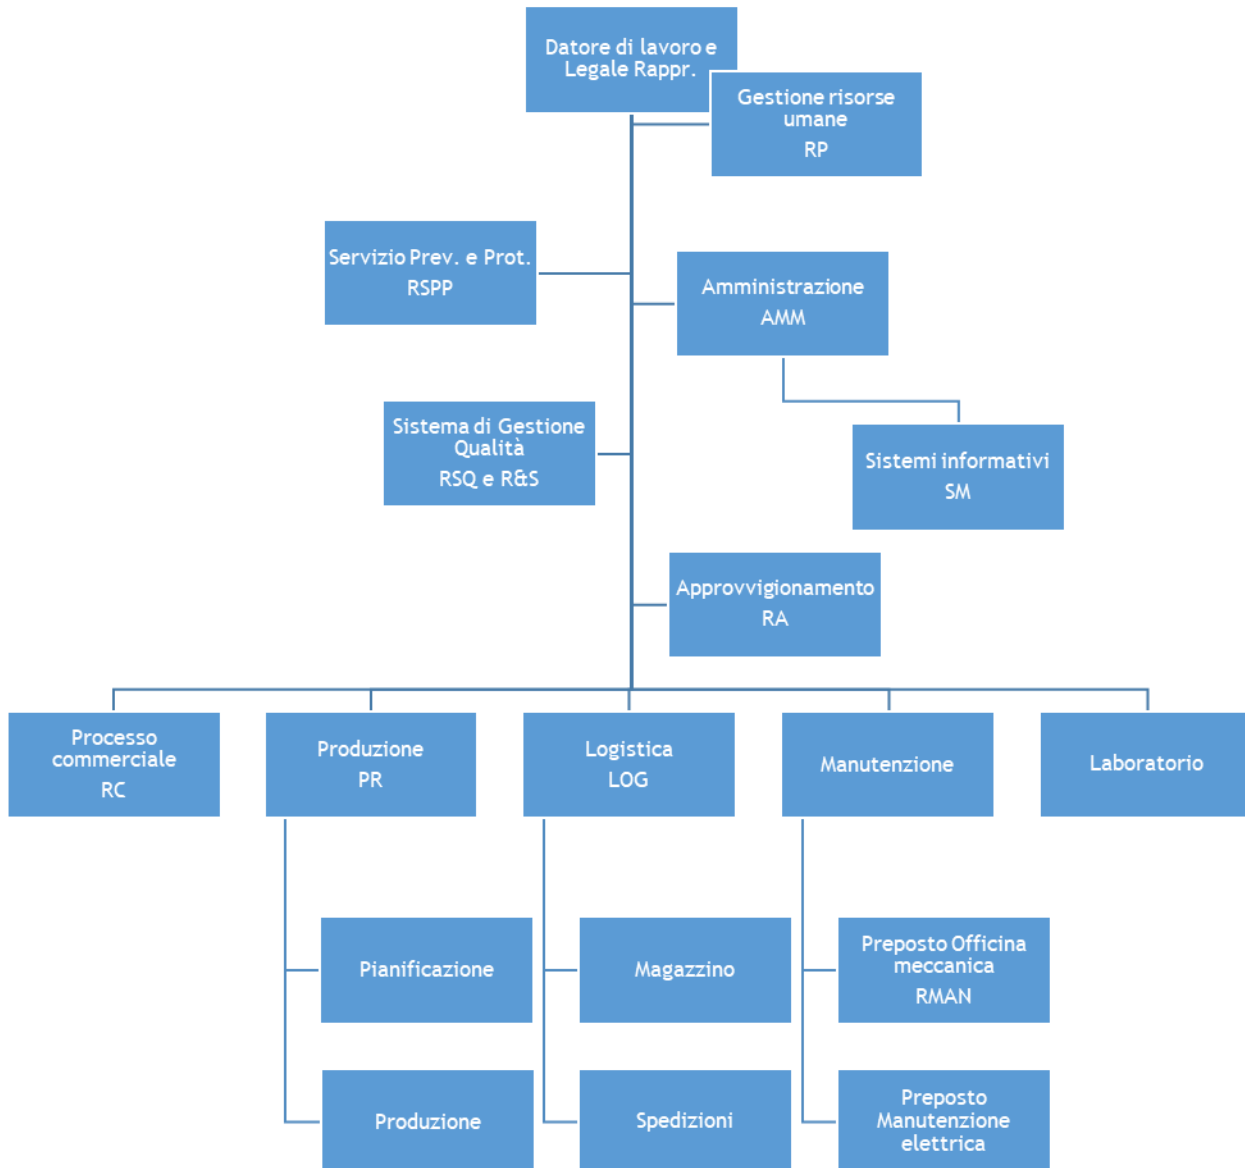 Datore di lavoro e
Legale Rappr.
Gestione risorse
umane
RP
Servizio Prev. e Prot.
RSPP
Amministrazione
AMM
Sistema di Gestione
Qualità
RSQ e R&S
Sistemi informativi
SM
Approvvigionamento
RA
Processo
commerciale
RC
Produzione
PR
Logistica
LOG
Manutenzione
Laboratorio
Pianificazione
Magazzino
Preposto Officina
meccanica
RMAN
Produzione
Spedizioni
Preposto
Manutenzione
elettrica